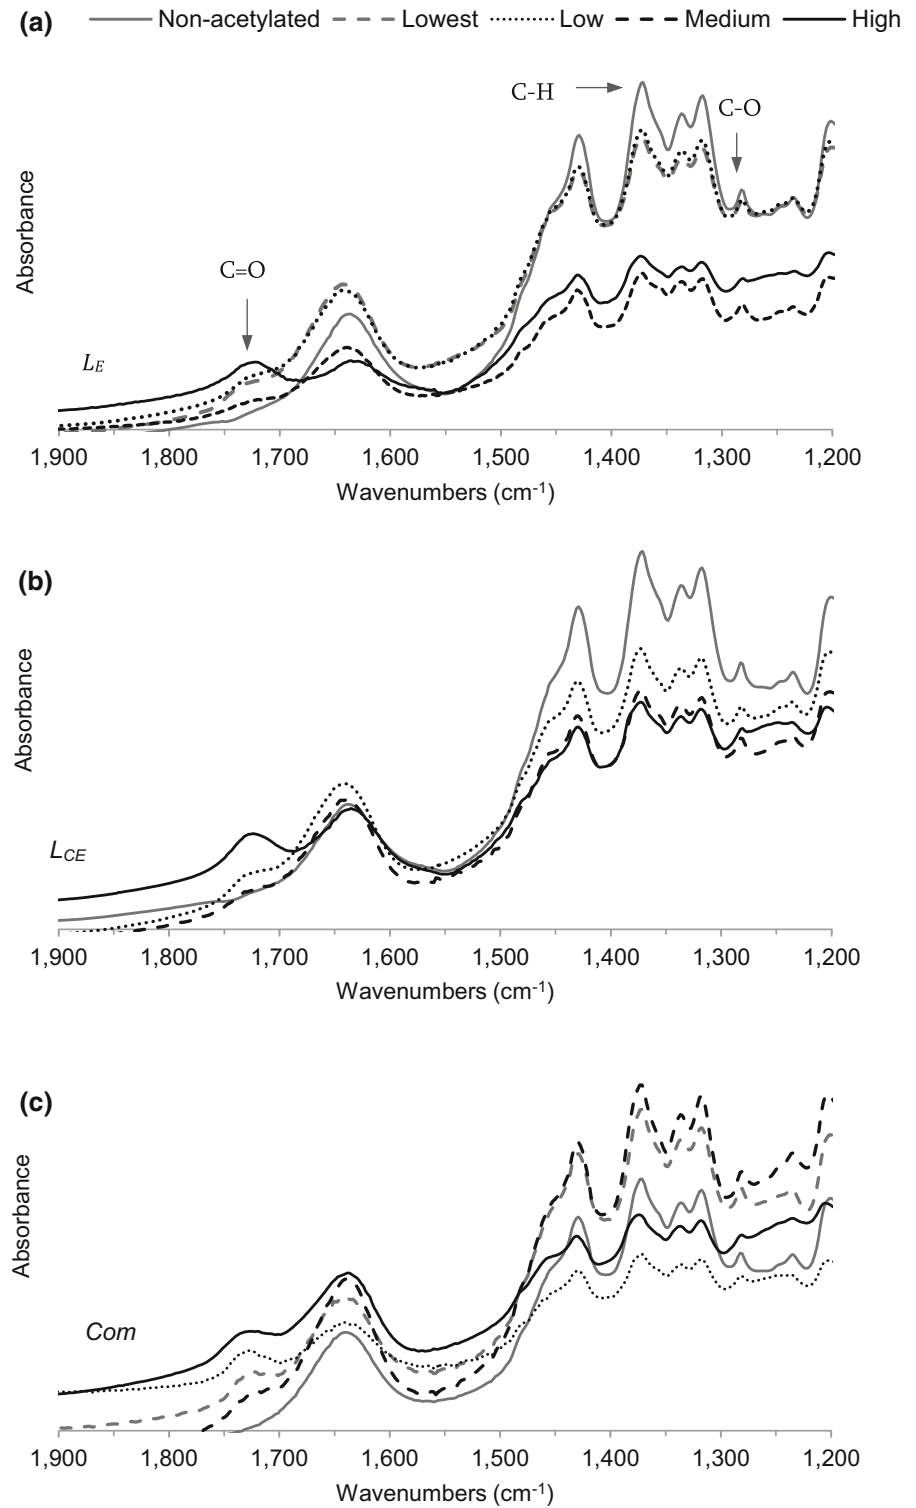 (a) Non-acetylated Lowest Low Medium High
C-H
C-O
C=O
Absorbance
LE
1,900 1,800 1,700 1,600 1,500 1,400 1,300 1,200
Wavenumbers (cm-1)
(b)
Absorbance
LCE
1,900 1,800 1,700 1,600 1,500 1,400 1,300 1,200
Wavenumbers (cm-1)
(c)
Absorbance
Com
1,900 1,800 1,700 1,600 1,500 1,400 1,300 1,200
Wavenumbers (cm-1)